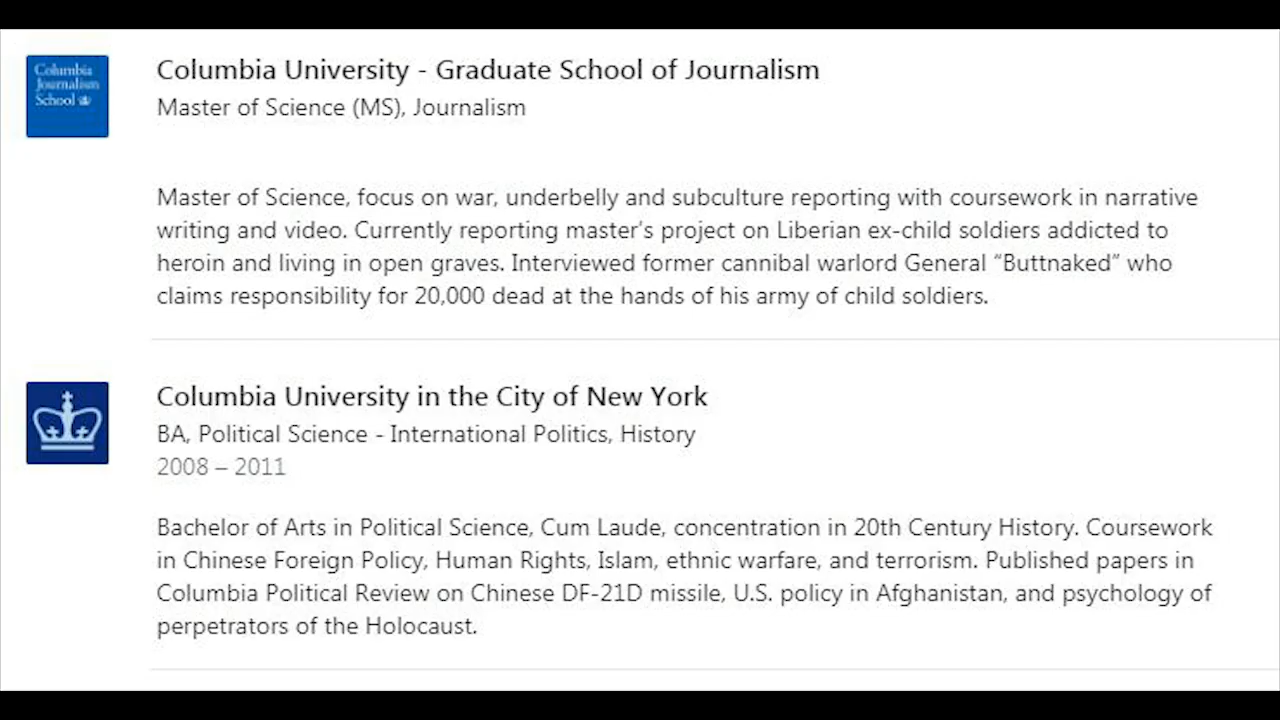 Columbia
Journalism
School
Columbia University - Graduate School of Journalism
Master of Science (MS), Journalism
Master of Science, focus on war, underbelly and subculture reporting with coursework in narrative
writing and video. Currently reporting master's project on Liberian ex-child soldiers addicted to
heroin and living in open graves. Interviewed former cannibal warlord General “Buttnaked” who
claims responsibility for 20,000 dead at the hands of his army of child soldiers.
Columbia University in the City of New York
BA, Political Science - International Politics, History
2008 – 2011
Bachelor of Arts in Political Science, Cum Laude, concentration in 20th Century History. Coursework
in Chinese Foreign Policy, Human Rights, Islam, ethnic warfare, and terrorism. Published papers in
Columbia Political Review on Chinese DF-21D missile, U.S. policy in Afghanistan, and psychology of
perpetrators of the Holocaust.